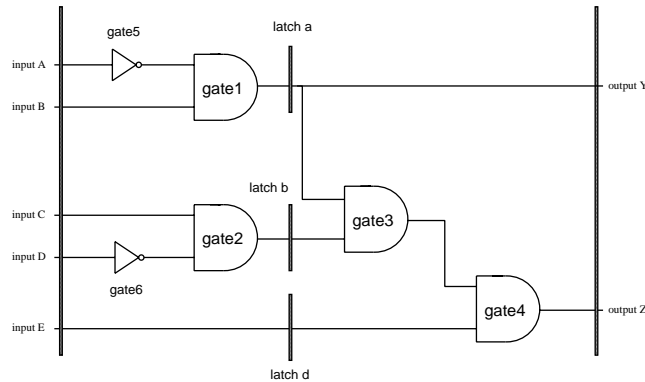 latch a
gate5
input A
gate1
output Y
input B
latch b
input C
gate3
gate2
input D
gate6
output Z
gate4
input E
latch d